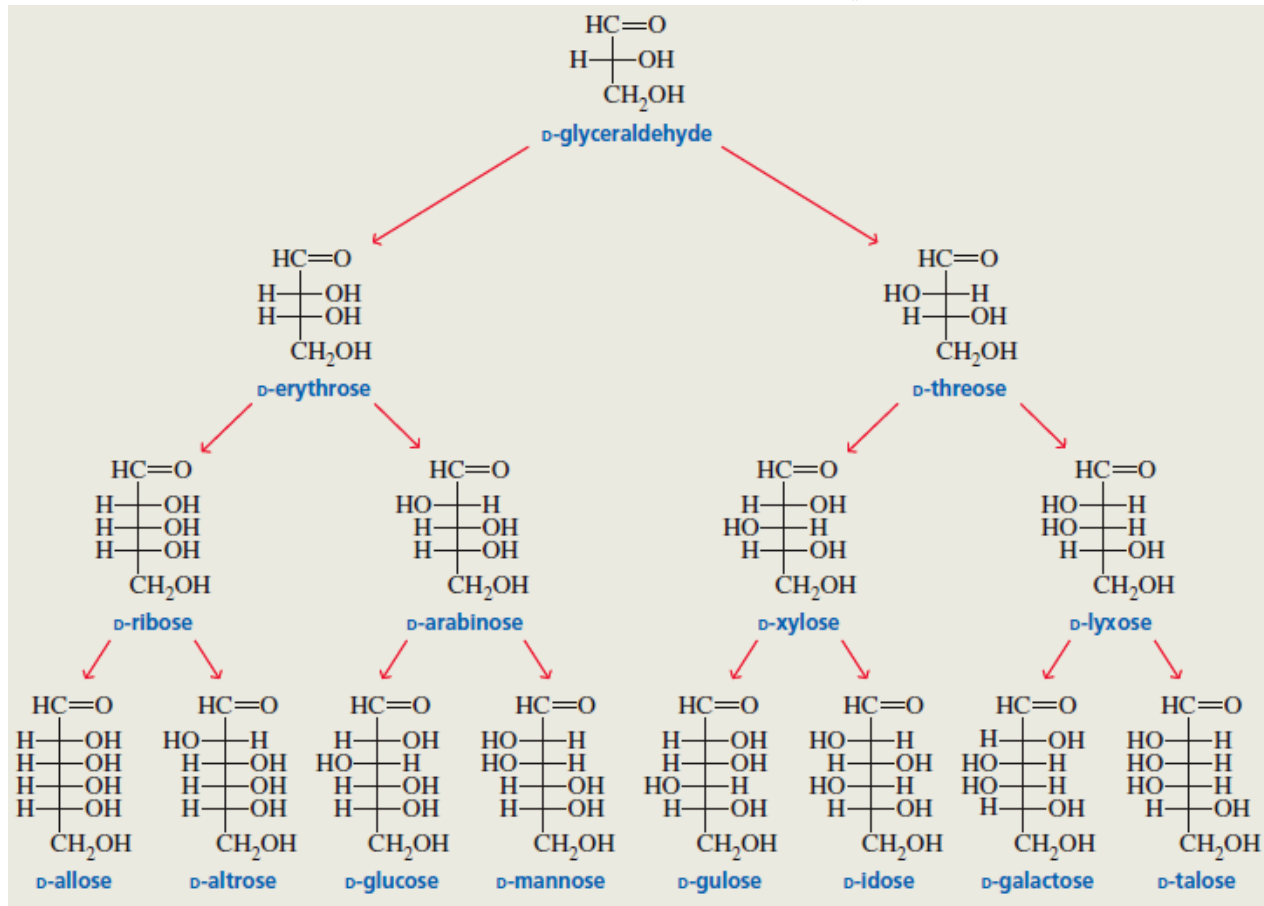 HC=O
H OH
CH₂OH
D-glyceraldehyde
HC=O HC=O
H OH HO H
H OH H OH
CH₂OH CH₂OH
D-erythrose D-threose
HC=O HC=O HC=O HC=O
H OH HO H H OH HO H
H OH H OH HO H HO H
H OH H OH H OH H OH
CH₂OH CH₂OH CH₂OH CH₂OH
D-ribose D-arabinose D-xylose D-lyxose
HC=O HC=O HC=O HC=O HC=O HC=O HC=O HC=O
H OH HO H H OH HO H H OH HO H H OH HO H
H OH H OH HO H HO H H OH H OH HO H HO H
H OH H OH H OH H OH HO H HO H HO H HO H
H OH H OH H OH H OH H OH H OH H OH H OH
CH₂OH CH₂OH CH₂OH CH₂OH CH₂OH CH₂OH CH₂OH CH₂OH
D-allose D-altrose D-glucose D-mannose D-gulose D-idose D-galactose D-talose